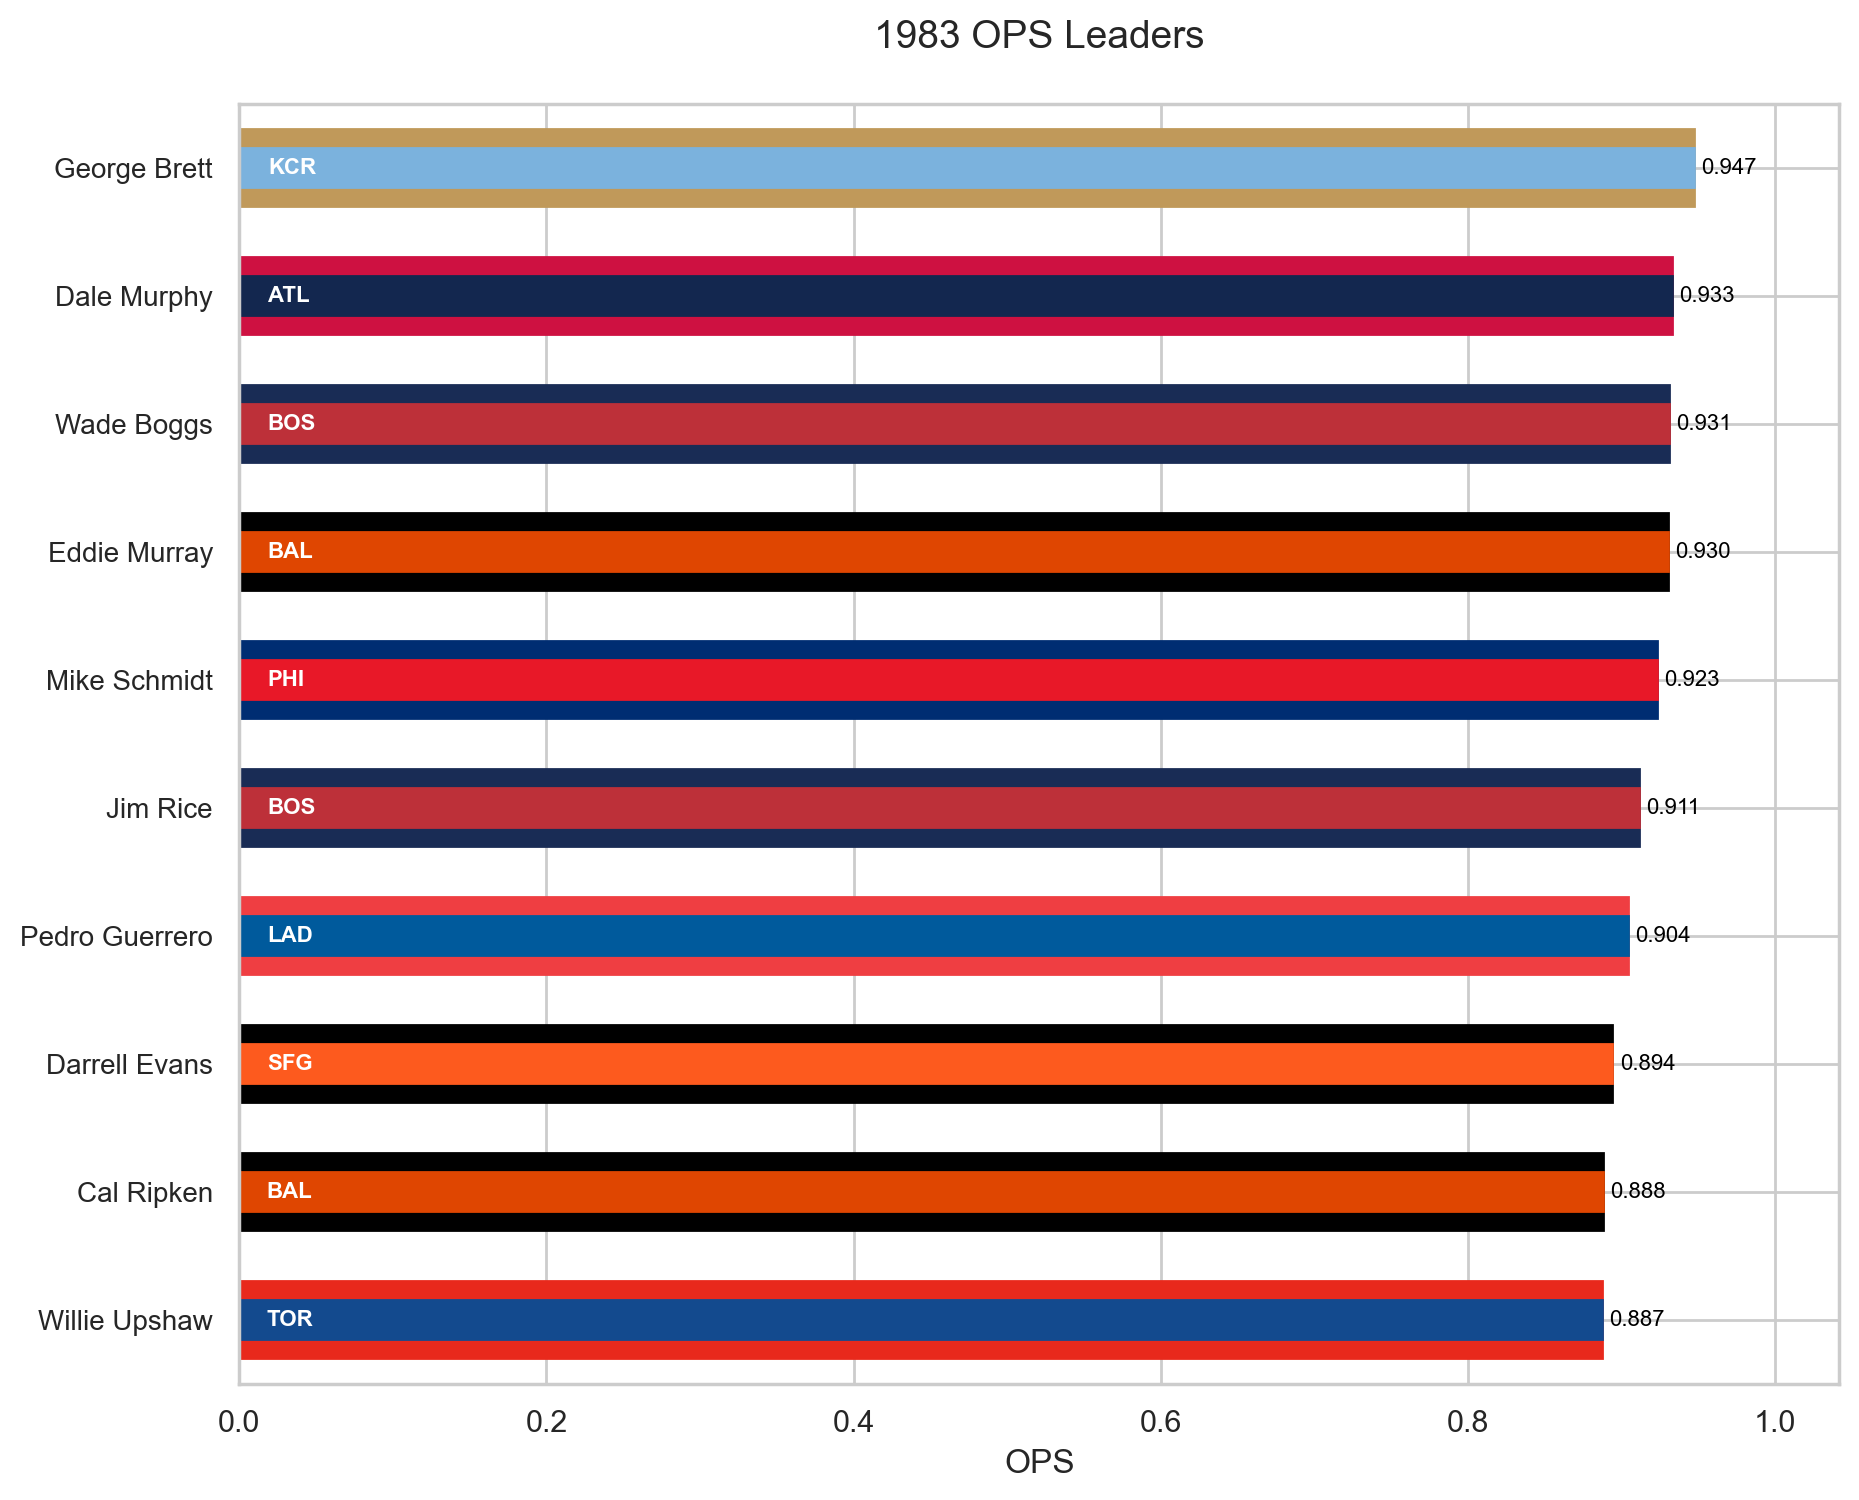 1983 OPS Leaders
George Brett KCR 0.947
Dale Murphy ATL 0.933
Wade Boggs BOS 0.931
Eddie Murray BAL 0.930
Mike Schmidt PHI 0.923
Jim Rice BOS 0.911
Pedro Guerrero LAD 0.904
Darrell Evans SFG 0.894
Cal Ripken BAL 0.888
Willie Upshaw TOR 0.887
0.0 0.2 0.4 0.6 0.8 1.0
OPS